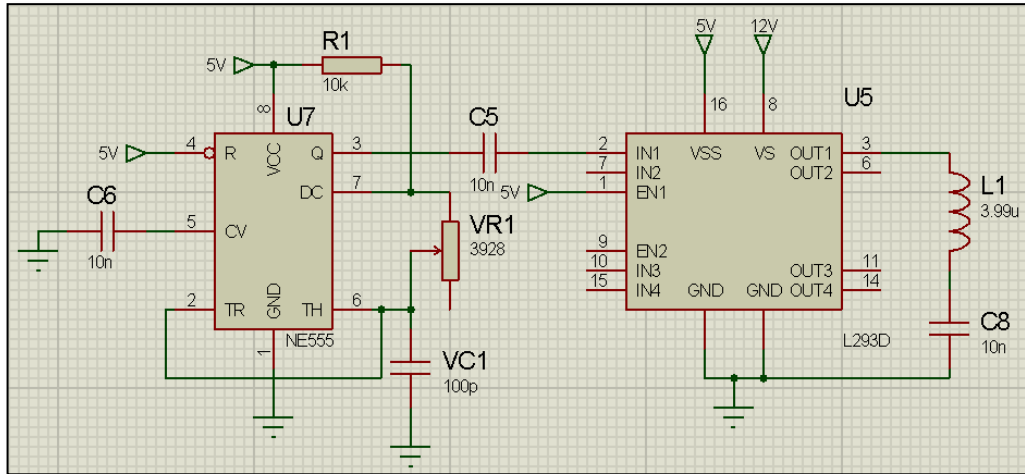 R1
5V
10k
8
U7
4
R
VCC
Q
3
5V
DC
7
C6
5
CV
10n
VR1
3928
2
TR
GND
TH
6
1
NE555
VC1
100p
C5
10n
5V
12V
16
8
U5
2
IN1
VSS
VS
OUT1
3
7
IN2
OUT2
6
5V
1
EN1
L1
3.99u
9
EN2
10
IN3
OUT3
11
15
IN4
GND
GND
OUT4
14
L293D
C8
10n